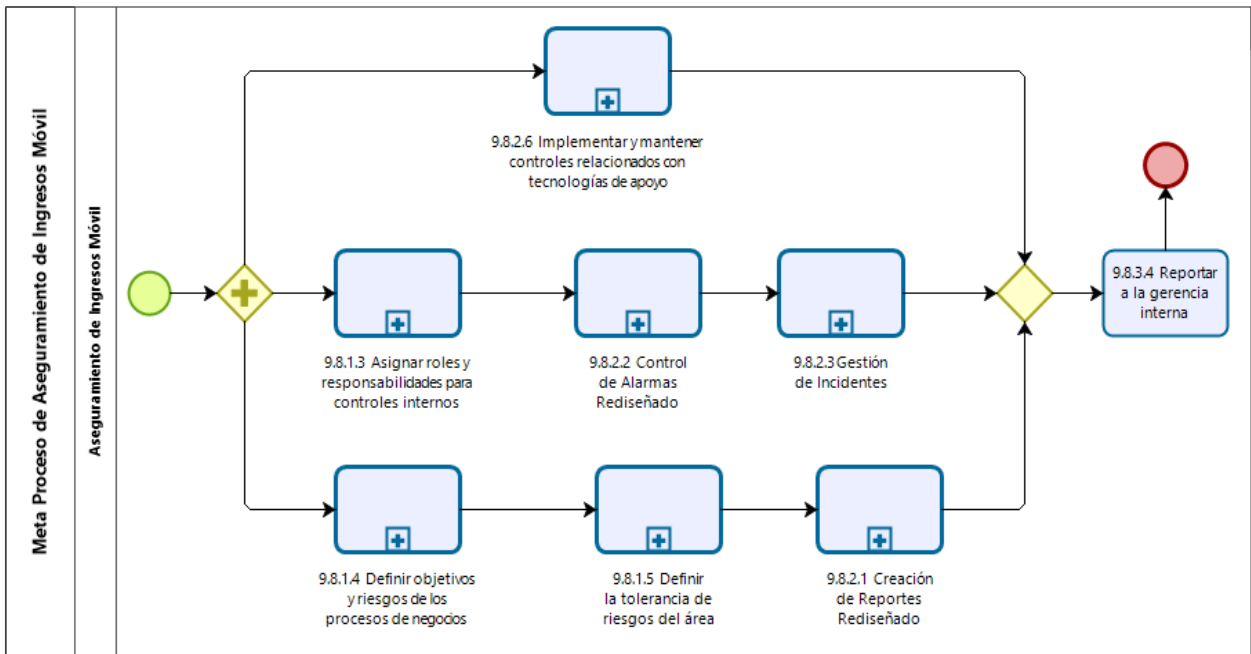 Meta Proceso de Aseguramiento de Ingresos Móvil
Aseguramiento de Ingresos Móvil
9.8.2.6 Implementar y mantener
controles relacionados con
tecnologías de apoyo
9.8.1.3 Asignar roles y
responsabilidades para
controles internos
9.8.2.2 Control
de Alarmas
Rediseñado
9.8.2.3 Gestión
de Incidentes
9.8.3.4 Reportar
a la gerencia
interna
9.8.1.4 Definir objetivos
y riesgos de los
procesos de negocios
9.8.1.5 Definir
la tolerancia de
riesgos del área
9.8.2.1 Creación
de Reportes
Rediseñado